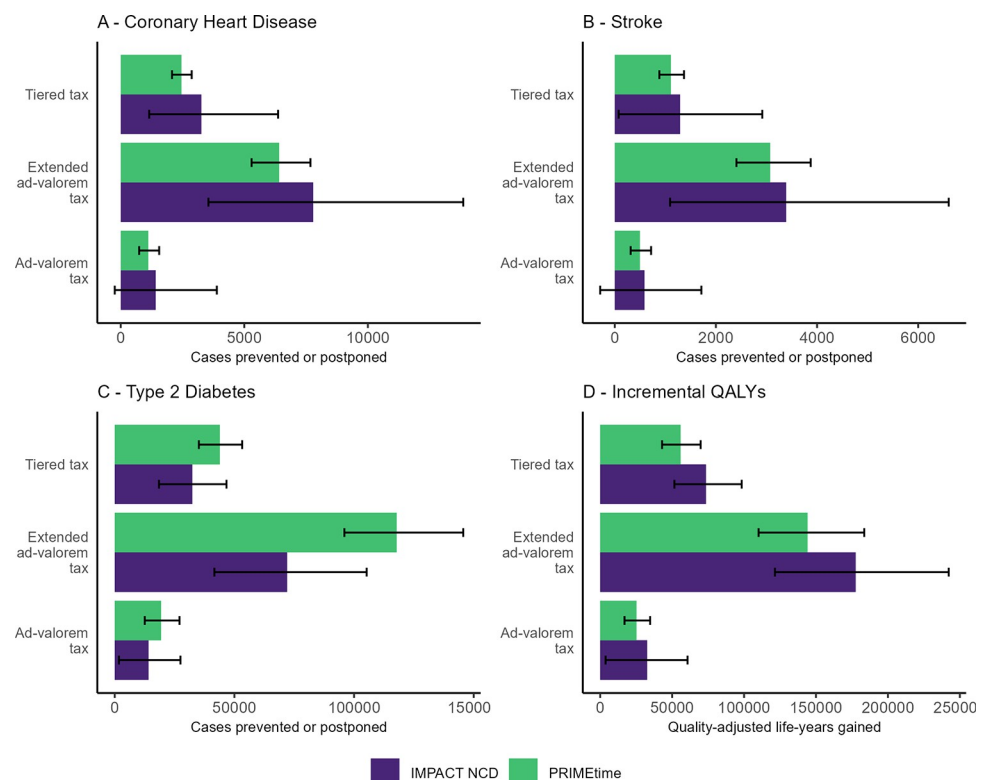 A - Coronary Heart Disease
Tiered tax
Extended
ad-valorem
tax
Ad-valorem
tax
0 5000 10000
Cases prevented or postponed
B - Stroke
Tiered tax
Extended
ad-valorem
tax
Ad-valorem
tax
0 2000 4000 6000
Cases prevented or postponed
C - Type 2 Diabetes
Tiered tax
Extended
ad-valorem
tax
Ad-valorem
tax
0 50000 100000 15000
Cases prevented or postponed
D - Incremental QALYs
Tiered tax
Extended
ad-valorem
tax
Ad-valorem
tax
0 50000 100000 150000 200000 25000
Quality-adjusted life-years gained
IMPACT NCD PRIMEtime